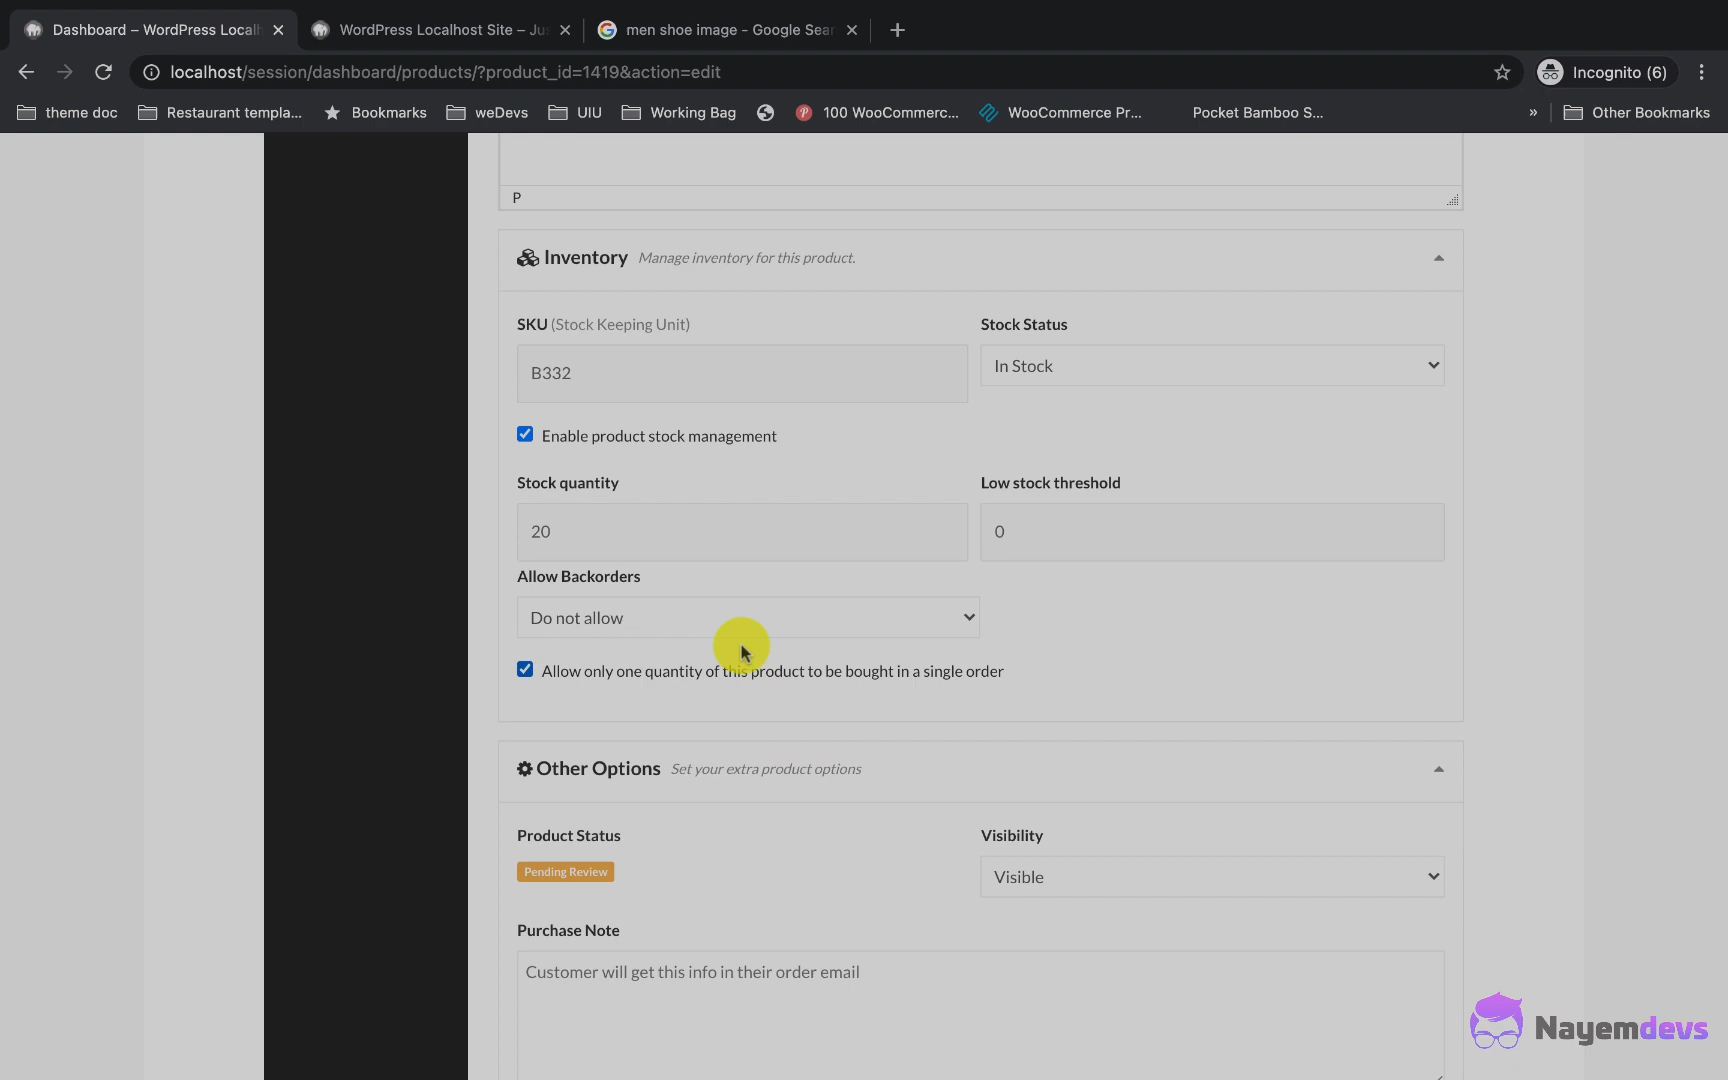 Dashboard – WordPress Localh
WordPress Localhost Site – Jus
men shoe image - Google Sear
localhost/session/dashboard/products/?product_id=1419&action=edit
Incognito (6)
theme doc
Restaurant templa...
Bookmarks
weDevs
UIU
Working Bag
100 WooCommerc...
WooCommerce Pr...
Pocket Bamboo S...
»
Other Bookmarks
P
Inventory Manage inventory for this product.
SKU (Stock Keeping Unit)
Stock Status
B332
In Stock
Enable product stock management
Stock quantity
Low stock threshold
20
0
Allow Backorders
Do not allow
Allow only one quantity of this product to be bought in a single order
Other Options Set your extra product options
Product Status
Visibility
Pending Review
Visible
Purchase Note
Customer will get this info in their order email
Nayemdevs